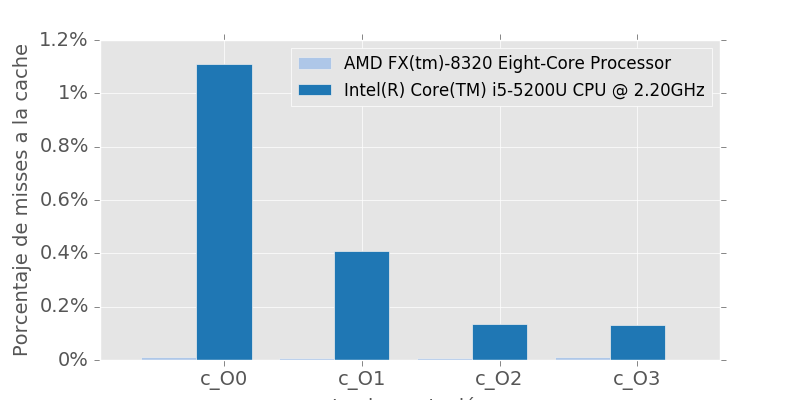 1.2%
1%
0.8%
0.6%
0.4%
0.2%
0%
Porcentaje de misses a la cache
AMD FX(tm)-8320 Eight-Core Processor
Intel(R) Core(TM) i5-5200U CPU @ 2.20GHz
c_O0 c_O1 c_O2 c_O3